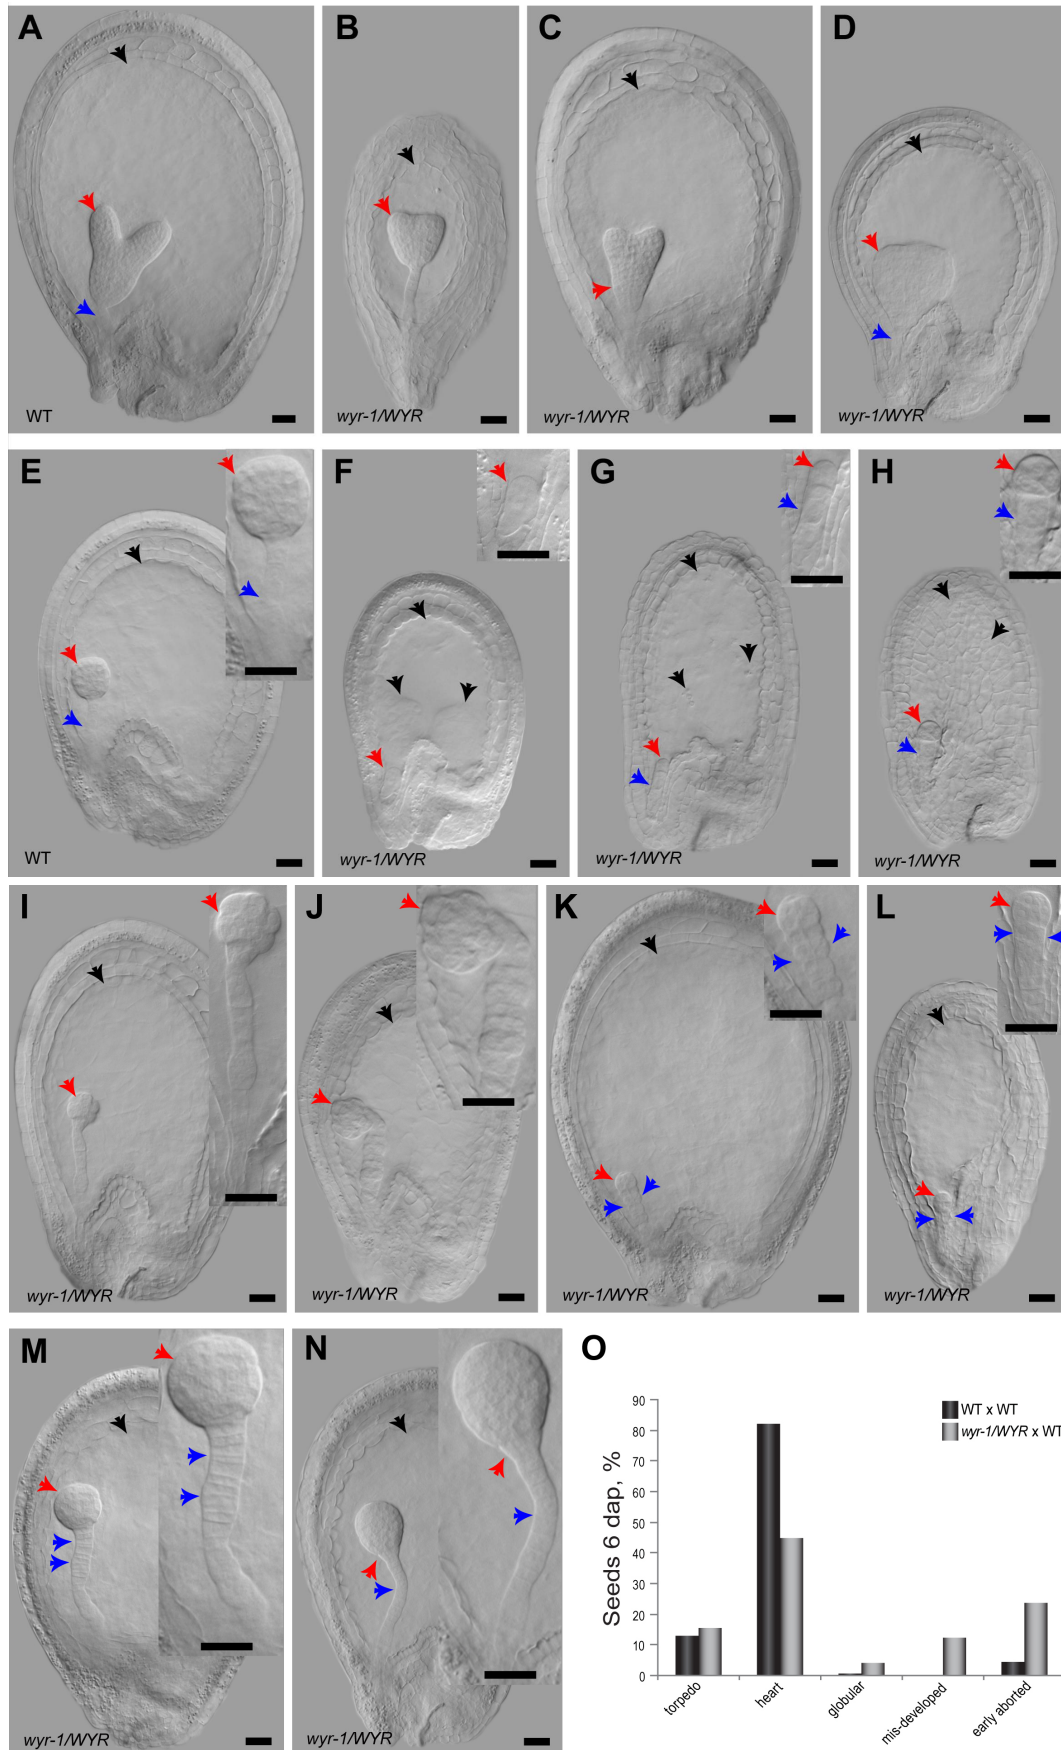 A
B
C
D
WT
wyr-1/WYR
wyr-1/WYR
wyr-1/WYR
E
F
G
H
WT
wyr-1/WYR
wyr-1/WYR
wyr-1/WYR
I
J
K
L
wyr-1/WYR
wyr-1/WYR
wyr-1/WYR
wyr-1/WYR
M
N
O
wyr-1/WYR
wyr-1/WYR
Seeds 6 dap, %
90
80
70
60
50
40
30
20
10
0
WT x WT
wyr-1/WYR x WT
torpedo
heart
globular
mis-developed
early aborted